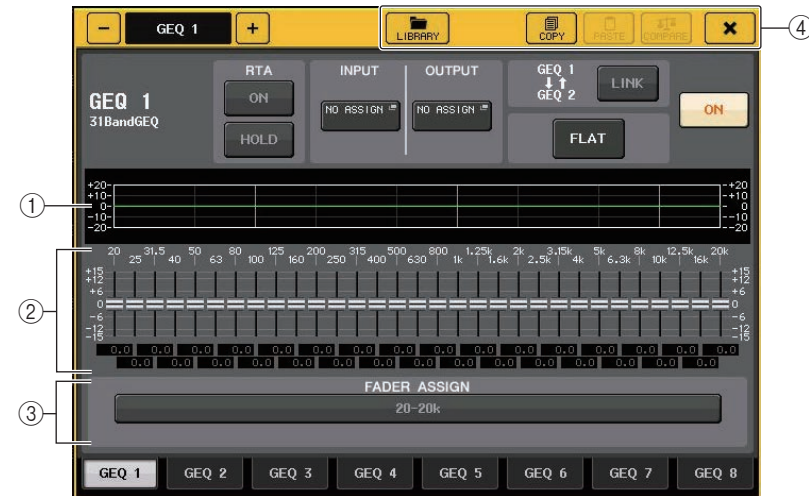 − GEQ 1 + LIBRARY COPY PASTE COMPARE × ④
GEQ 1
31BandGEQ
RTA
ON
HOLD
INPUT OUTPUT
NO ASSIGN NO ASSIGN
GEQ 1
↓↑
GEQ 2
LINK
FLAT
ON
①
+20 +20
+10 +10
0 0
-10 -10
-20 -20
②
20 31.5 50 80 125 200 315 500 800 1.25k 2k 3.15k 5k 8k 12.5k 20k
25 40 63 100 160 250 400 630 1k 1.6k 2.5k 4k 6.3k 10k 16k
+15 +15
+12 +12
+6 +6
0 0
-6 -6
-12 -12
-15 -15
0.0 0.0 0.0 0.0 0.0 0.0 0.0 0.0 0.0 0.0 0.0 0.0 0.0 0.0 0.0 0.0
0.0 0.0 0.0 0.0 0.0 0.0 0.0 0.0 0.0 0.0 0.0 0.0 0.0 0.0 0.0
③
FADER ASSIGN
20-20k
GEQ 1 GEQ 2 GEQ 3 GEQ 4 GEQ 5 GEQ 6 GEQ 7 GEQ 8